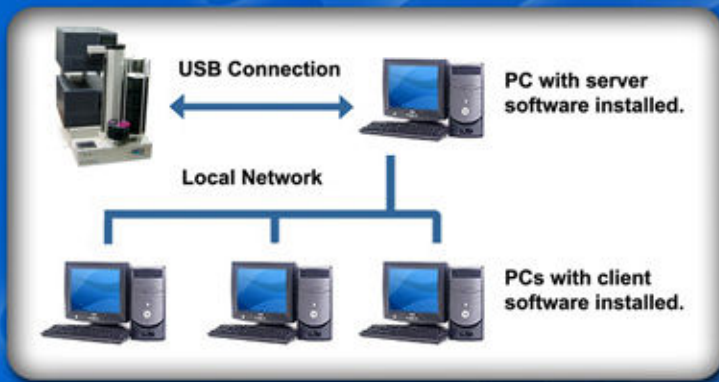 USB Connection
PC with server
software installed.
Local Network
PCs with client
software installed.